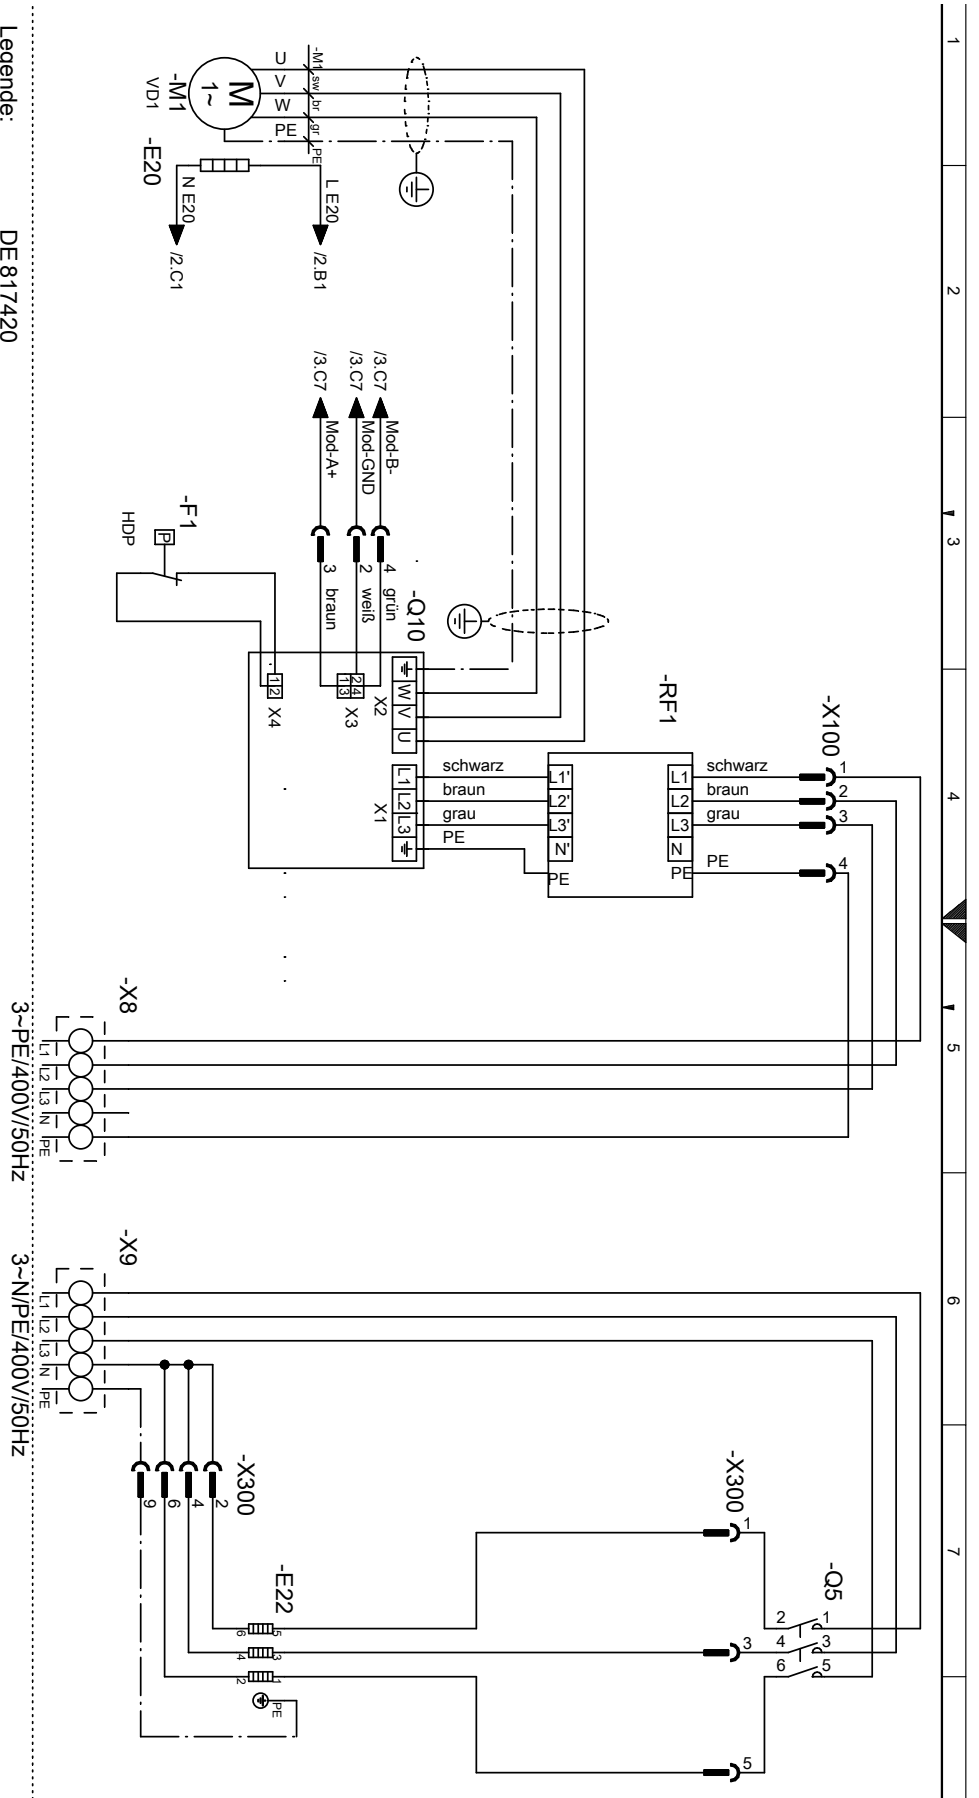 1
2
3
4
5
6
7
-X100
1
2
3
4
-RF1
L1
L2
L3
N
PE
L1'
L2'
L3'
N'
PE
schwarz
braun
grau
PE
schwarz
braun
grau
PE
-Q10
X2
W
V
U
X1
L1
L2
L3
X3
2 4
1 3
X4
1 2
4 grün
2 weiß
3 braun
Mod-B-
Mod-GND
Mod-A+
/3.C7
/3.C7
/3.C7
-F1
P
HDP
-M1
U
V
W
PE
sw
br
gr
PE
M
1~
-M1
VD1
-E20
L E20
N E20
/2.B1
/2.C1
-X8
L1
L2
L3
N
PE
3~PE/400V/50Hz
-X9
L1
L2
L3
N
PE
3~N/PE/400V/50Hz
-Q5
1
3
5
2
4
6
-X300
1
3
5
-X300
2
4
6
9
-E22
5
3
1
6
4
2
PE
Legende:
DE 817420